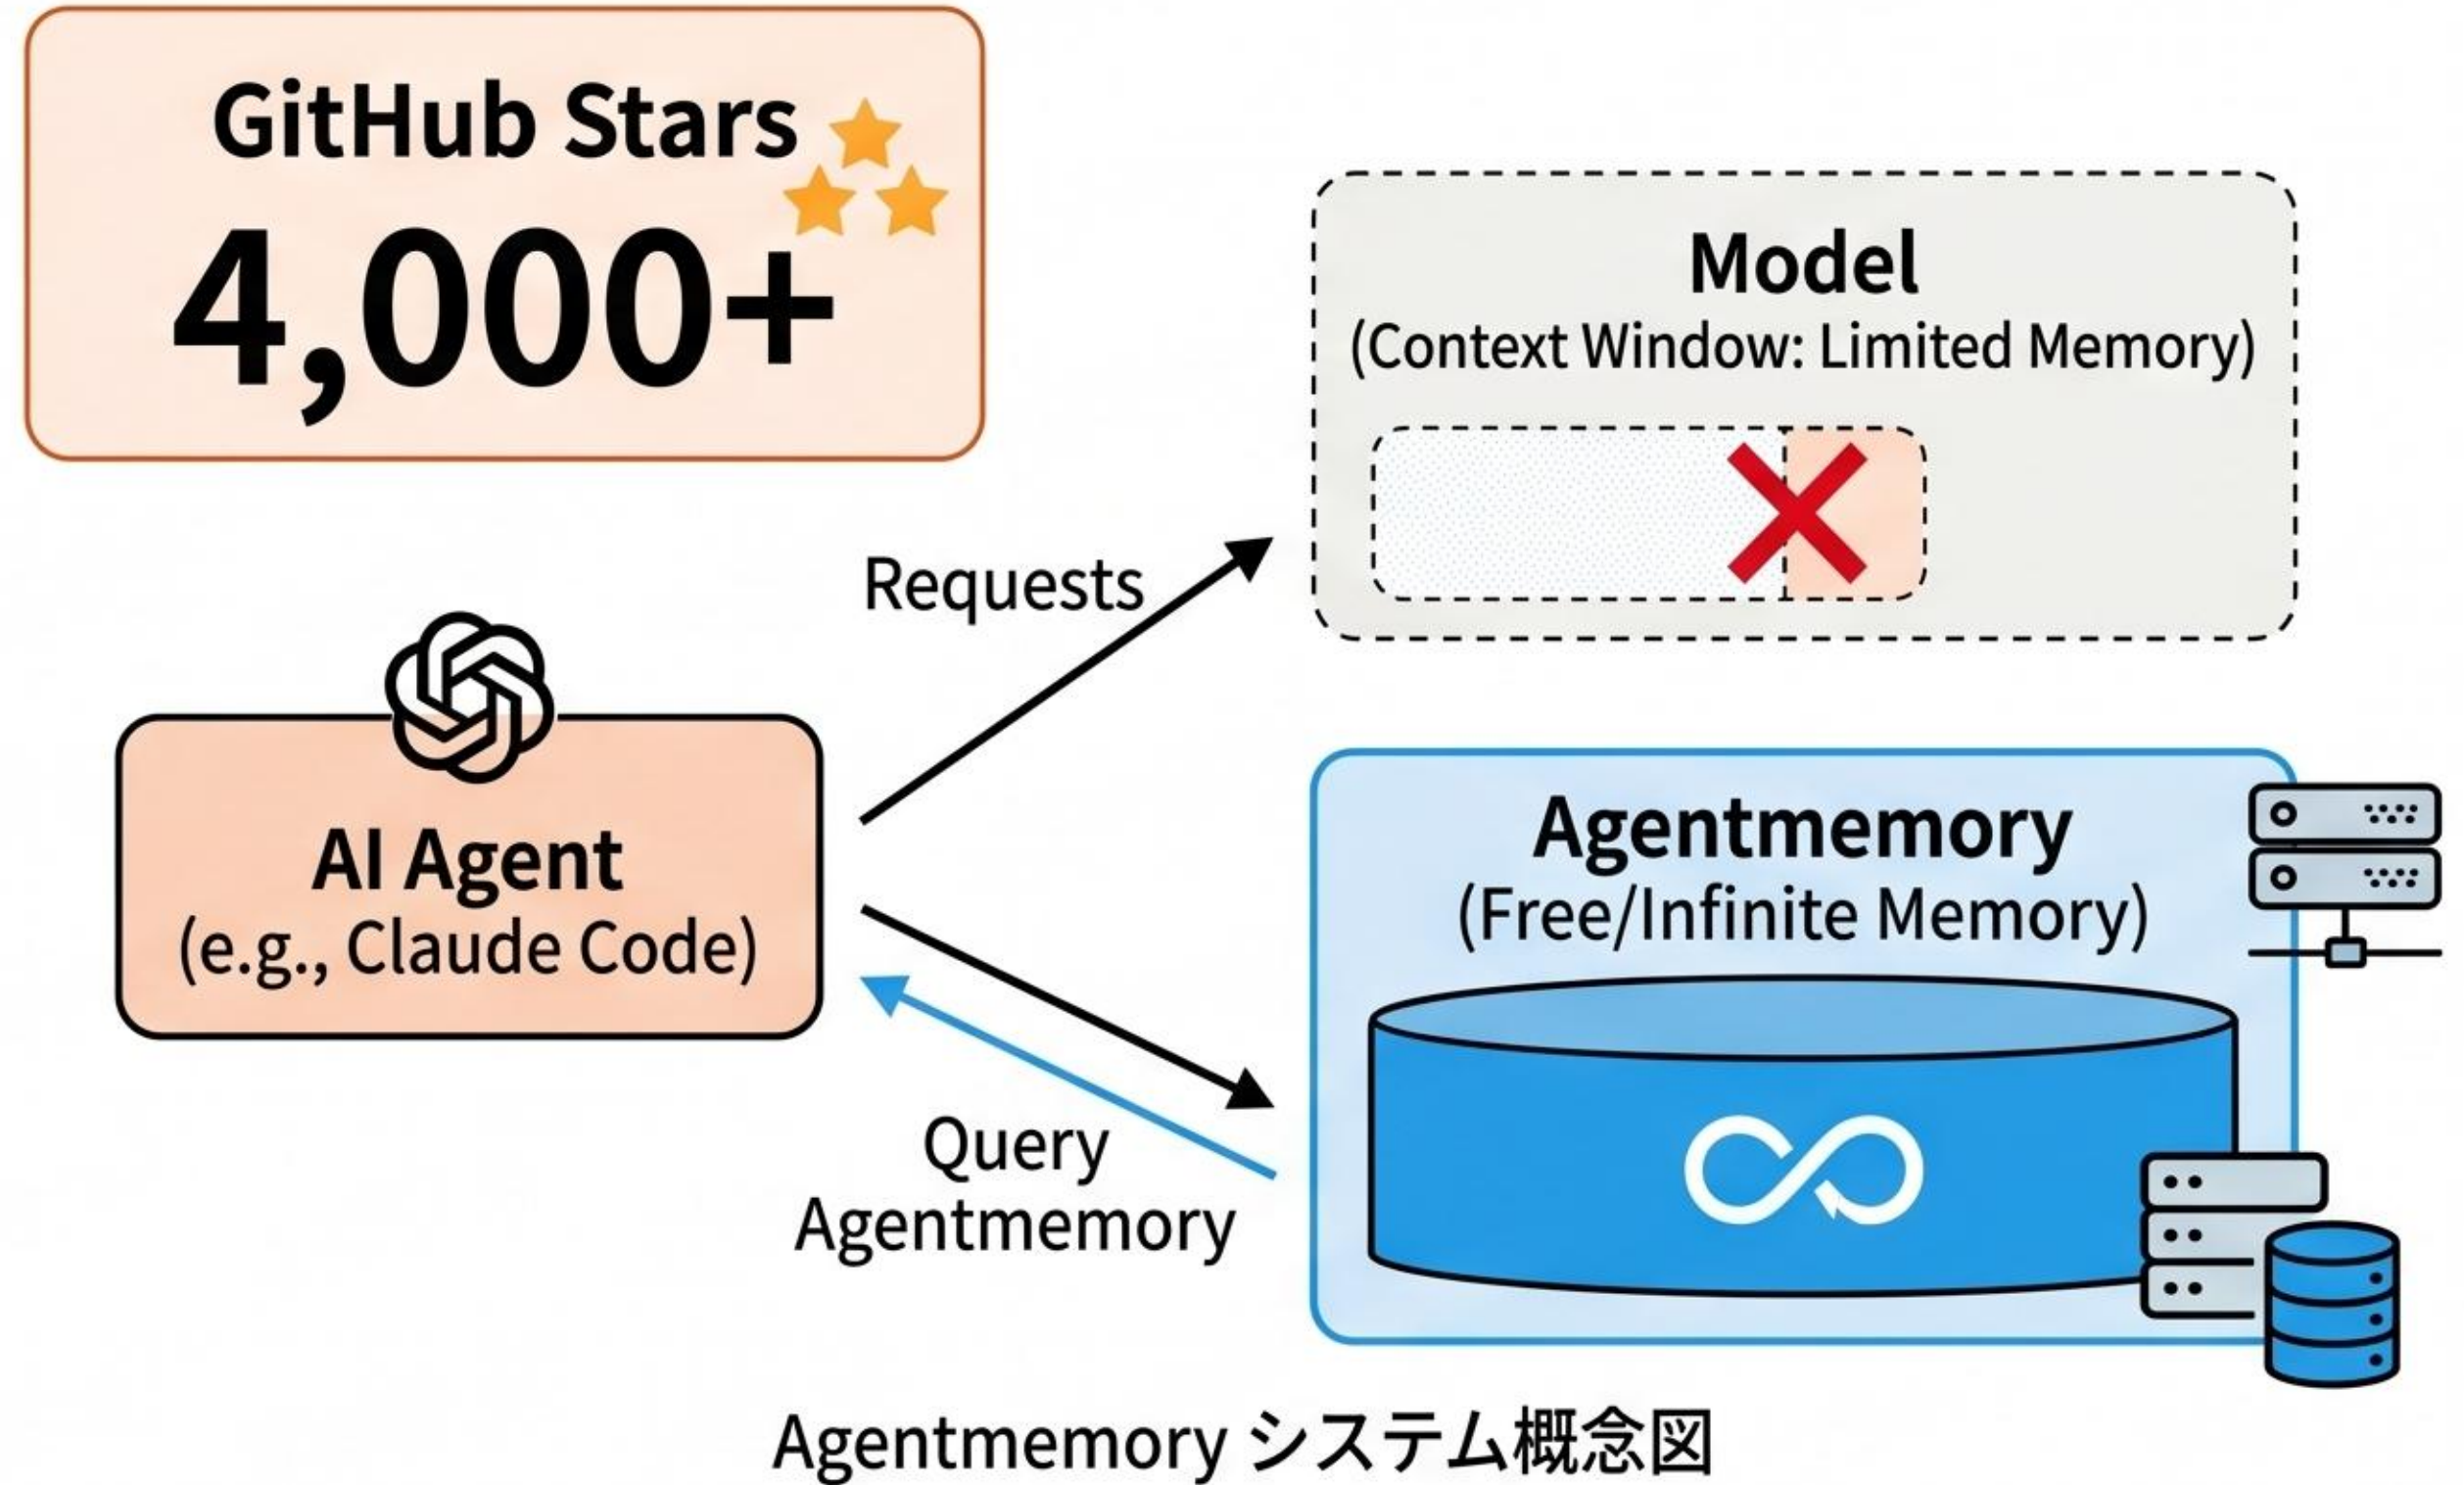 GitHub Stars
4,000+
Model
(Context Window: Limited Memory)
Requests
AI Agent
(e.g., Claude Code)
Agentmemory
(Free/Infinite Memory)
Query
Agentmemory
Agentmemory システム概念図